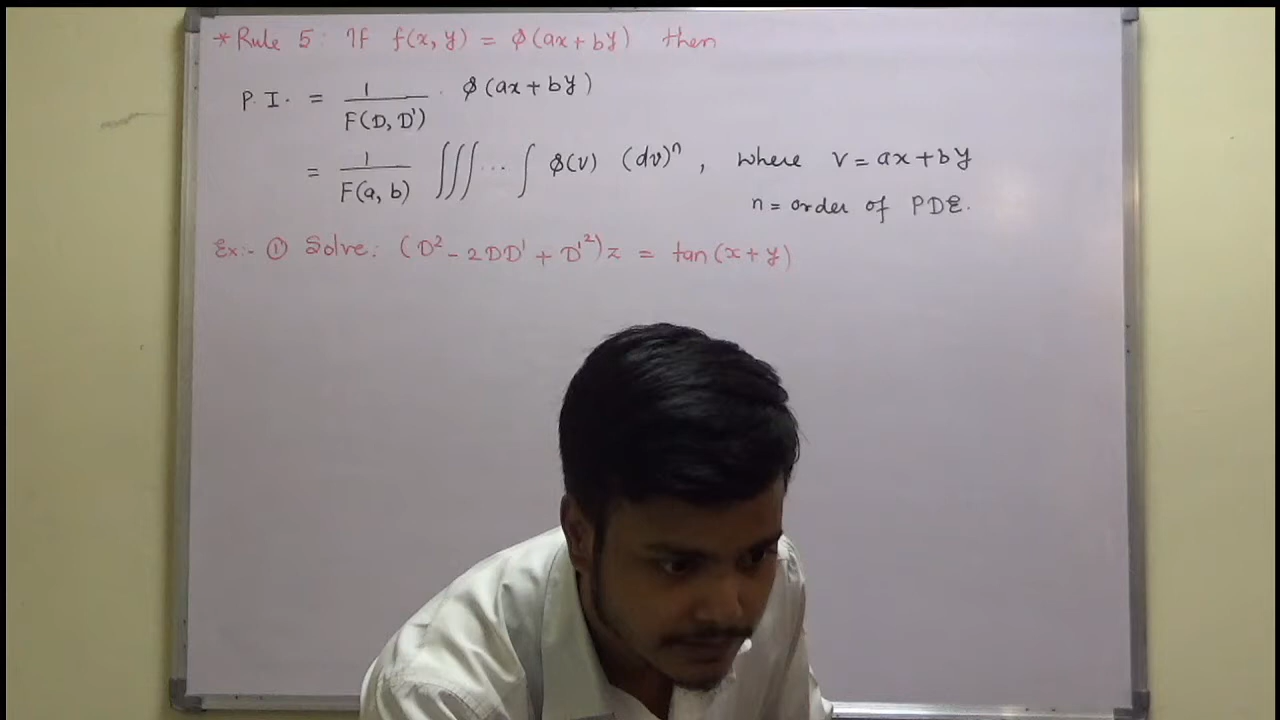 *Rule 5: If f(x, y) = φ(ax + by) then
P. I. = 1/F(D, D') . φ(ax + by)
= 1/F(a, b) ∫∫∫ ... ∫ φ(v) (dv)ⁿ , where v = ax + by
n = order of PDE.
Ex:- ① Solve: (D² - 2DD' + D'²)z = tan(x + y)